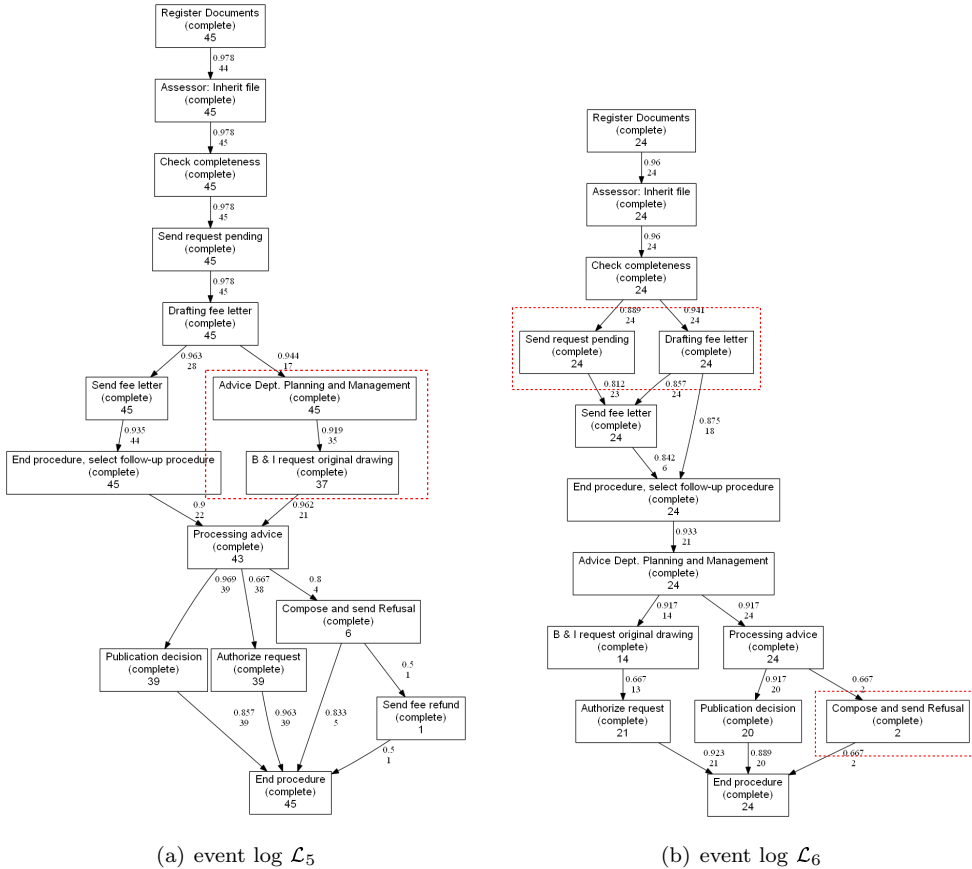 Register Documents
(complete)
45
0.978
44
Assessor: Inherit file
(complete)
45
0.978
45
Check completeness
(complete)
45
0.978
45
Send request pending
(complete)
45
0.978
45
Drafting fee letter
(complete)
45
0.963
28
0.944
17
Send fee letter
(complete)
45
Advice Dept. Planning and Management
(complete)
45
0.935
44
0.919
35
End procedure, select follow-up procedure
(complete)
45
B & I request original drawing
(complete)
37
0.9
22
0.962
21
Processing advice
(complete)
43
0.969
39
0.667
38
0.8
4
Compose and send Refusal
(complete)
6
Publication decision
(complete)
39
Authorize request
(complete)
39
0.5
1
Send fee refund
(complete)
1
0.857
39
0.963
39
0.833
5
0.5
1
End procedure
(complete)
45
(a) event log L5
Register Documents
(complete)
24
0.96
24
Assessor: Inherit file
(complete)
24
0.96
24
Check completeness
(complete)
24
0.889
24
0.941
24
Send request pending
(complete)
24
Drafting fee letter
(complete)
24
0.812
23
0.857
24
0.875
18
Send fee letter
(complete)
24
0.842
6
End procedure, select follow-up procedure
(complete)
24
0.933
21
Advice Dept. Planning and Management
(complete)
24
0.917
14
0.917
24
B & I request original drawing
(complete)
14
Processing advice
(complete)
24
0.667
13
0.917
20
0.667
2
Authorize request
(complete)
21
Publication decision
(complete)
20
Compose and send Refusal
(complete)
2
0.923
21
0.889
20
0.667
2
End procedure
(complete)
24
(b) event log L6